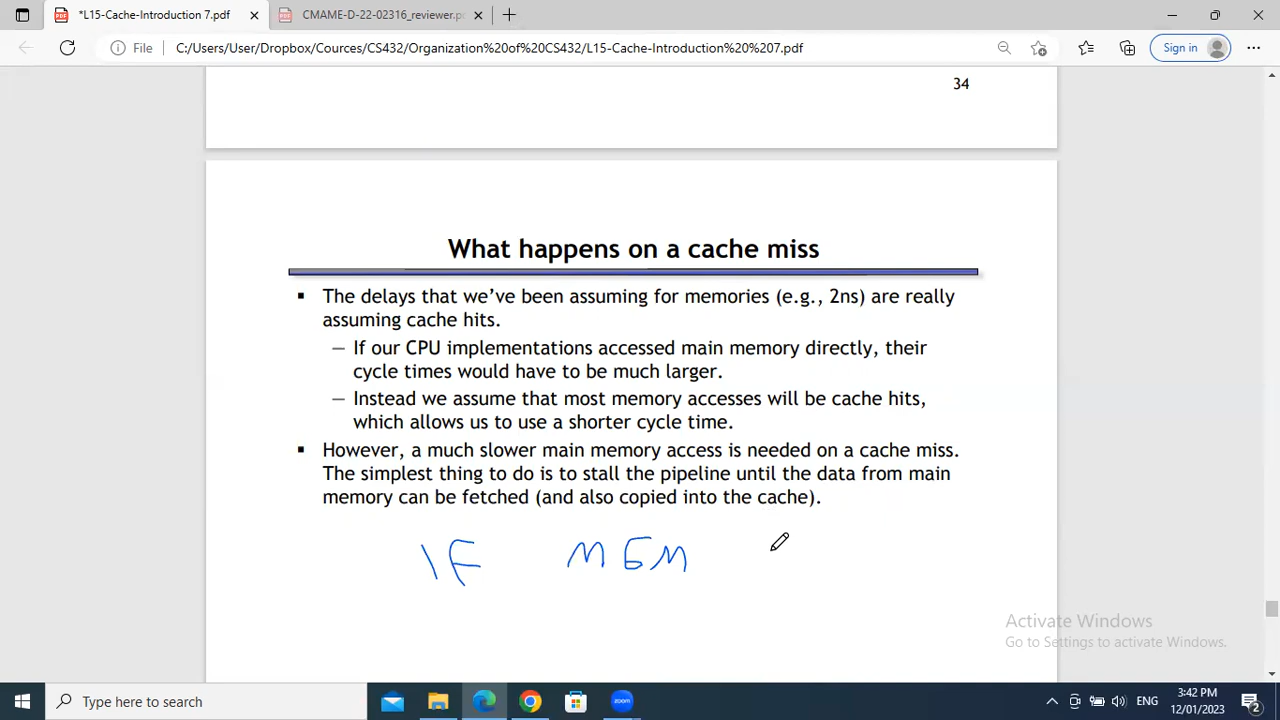 *L15-Cache-Introduction 7.pdf
CMAME-D-22-02316_reviewer.pd
File
C:/Users/User/Dropbox/Cources/CS432/Organization%20of%20CS432/L15-Cache-Introduction%20%207.pdf
Sign in
34
What happens on a cache miss
The delays that we’ve been assuming for memories (e.g., 2ns) are really
assuming cache hits.
— If our CPU implementations accessed main memory directly, their
cycle times would have to be much larger.
— Instead we assume that most memory accesses will be cache hits,
which allows us to use a shorter cycle time.
However, a much slower main memory access is needed on a cache miss.
The simplest thing to do is to stall the pipeline until the data from main
memory can be fetched (and also copied into the cache).
IF MEM
Activate Windows
Go to Settings to activate Windows.
Type here to search
zoom
ENG
3:42 PM
12/01/2023
2